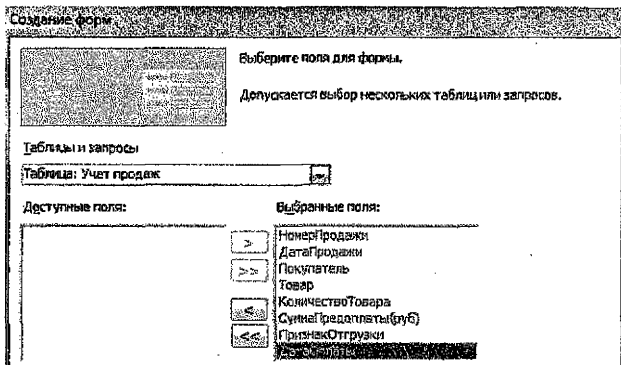 Создание форм
Выберите поля для формы.
Допускается выбор нескольких таблиц или запросов.
Таблицы и запросы
Таблица: Учет продаж
Доступные поля:
Выбранные поля:
>
>>
<
<<
НомерПродажи
ДатаПродажи
Покупатель
Товар
КоличествоТовара
СуммаПредоплаты(руб)
ПризнакОтгрузки